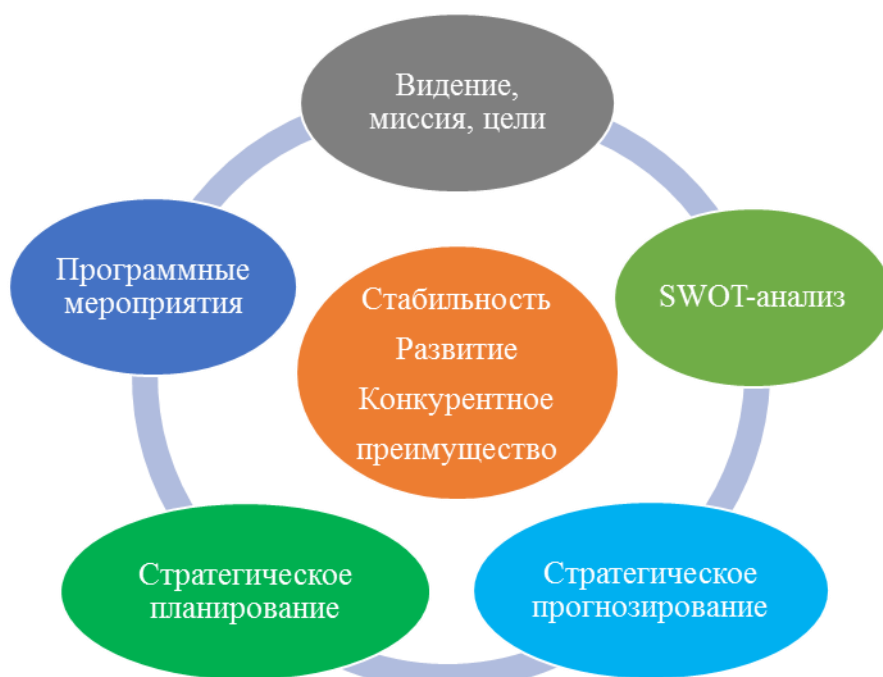 Видение,
миссия, цели
SWOT-анализ
Стратегическое
прогнозирование
Стратегическое
планирование
Программные
мероприятия
Стабильность
Развитие
Конкурентное
преимущество